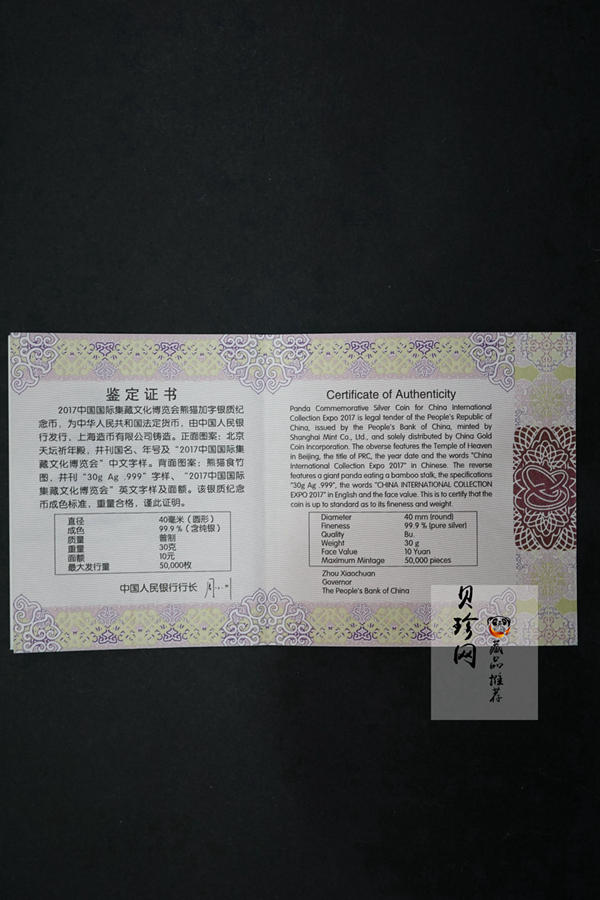 鉴定证书
2017中国国际集藏文化博览会熊猫加字银质纪
念币，为中华人民共和国法定货币，由中国人民银
行发行，上海造币有限公司铸造。正面图案：北京
天坛祈年殿，并刊国名、年号及“2017中国国际集
藏文化博览会”中文字样。背面图案：熊猫食竹
图，并刊“30g Ag .999”字样、“2017中国国际
集藏文化博览会”英文字样及面额。该银质纪念
币成色标准，重量合格，谨此证明。
直径 40毫米（圆形）
成色 99.9％（含纯银）
质量 普制
重量 30克
面额 10元
最大发行量 50,000枚
中国人民银行行长
Certificate of Authenticity
Panda Commemorative Silver Coin for China International
Collection Expo 2017 is legal tender of the People's Republic of
China, issued by the People's Bank of China, minted by
Shanghai Mint Co., Ltd., and solely distributed by China Gold
Coin Incorporation. The obverse features the Temple of Heaven
in Beijing, the title of PRC, the year date and the words "China
International Collection Expo 2017" in Chinese. The reverse
features a giant panda eating a bamboo stalk, the specifications
"30g Ag .999", the words "CHINA INTERNATIONAL COLLECTION
EXPO 2017" in English and the face value. This is to certify that the
coin is up to standard as to its fineness and weight.
Diameter 40 mm (round)
Fineness 99.9 % (pure silver)
Quality Bu.
Weight 30 g
Face Value 10 Yuan
Maximum Mintage 50,000 pieces
Zhou Xiaochuan
Governor
The People's Bank of China
贝珍网
藏品推荐